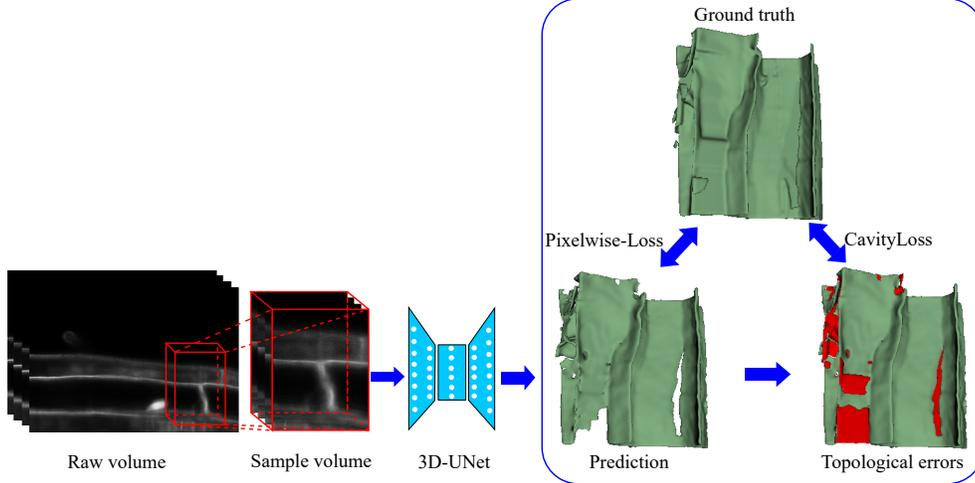 Ground truth
Pixelwise-Loss
CavityLoss
Raw volume
Sample volume
3D-UNet
Prediction
Topological errors